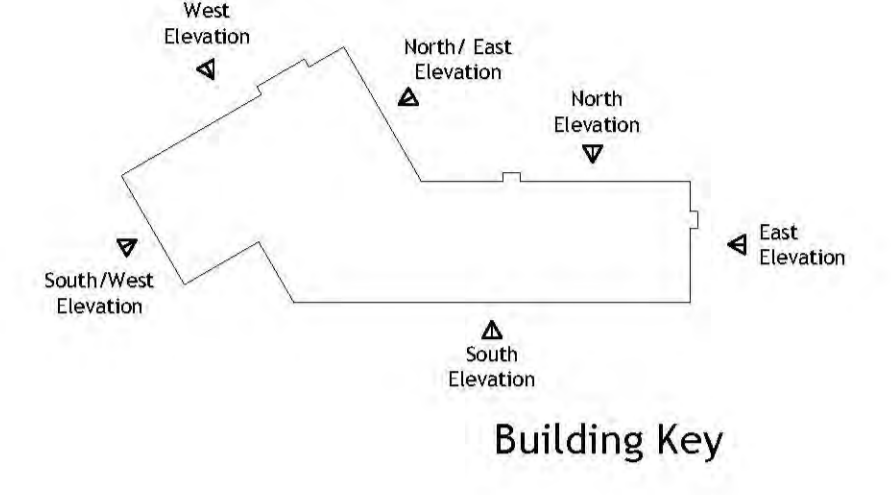 West
Elevation
North/ East
Elevation
North
Elevation
East
Elevation
South/West
Elevation
South
Elevation
Building Key